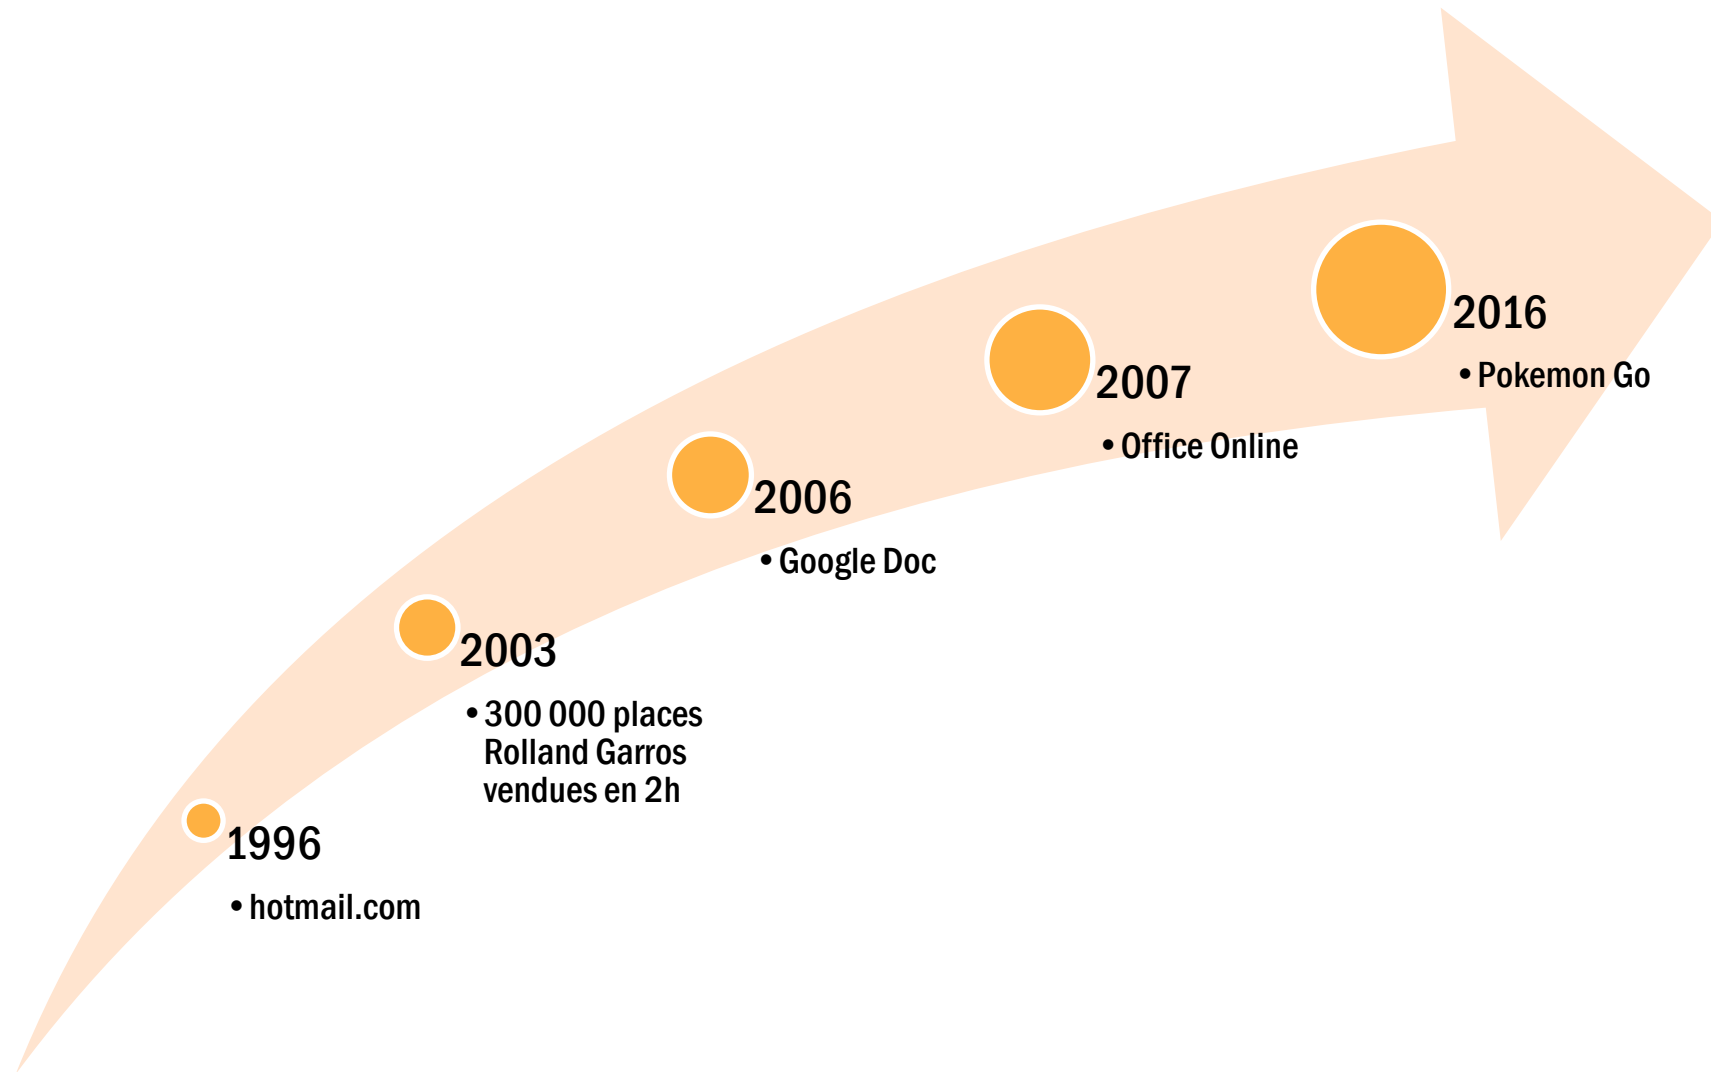 1996
• hotmail.com
2003
• 300 000 places
Rolland Garros
vendues en 2h
2006
• Google Doc
2007
• Office Online
2016
• Pokemon Go